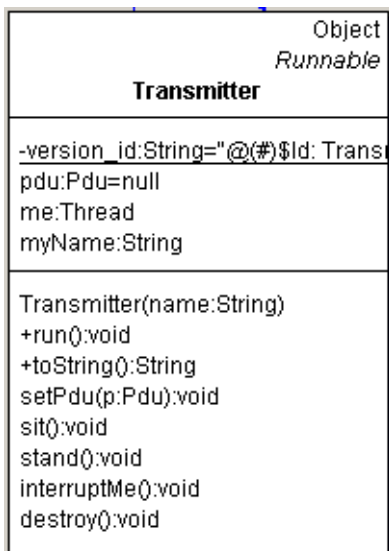 Object
Runnable
Transmitter
-version_id:String="@(#)$Id: Trans
pdu:Pdu=null
me:Thread
myName:String
Transmitter(name:String)
+run():void
+toString():String
setPdu(p:Pdu):void
sit():void
stand():void
interruptMe():void
destroy():void